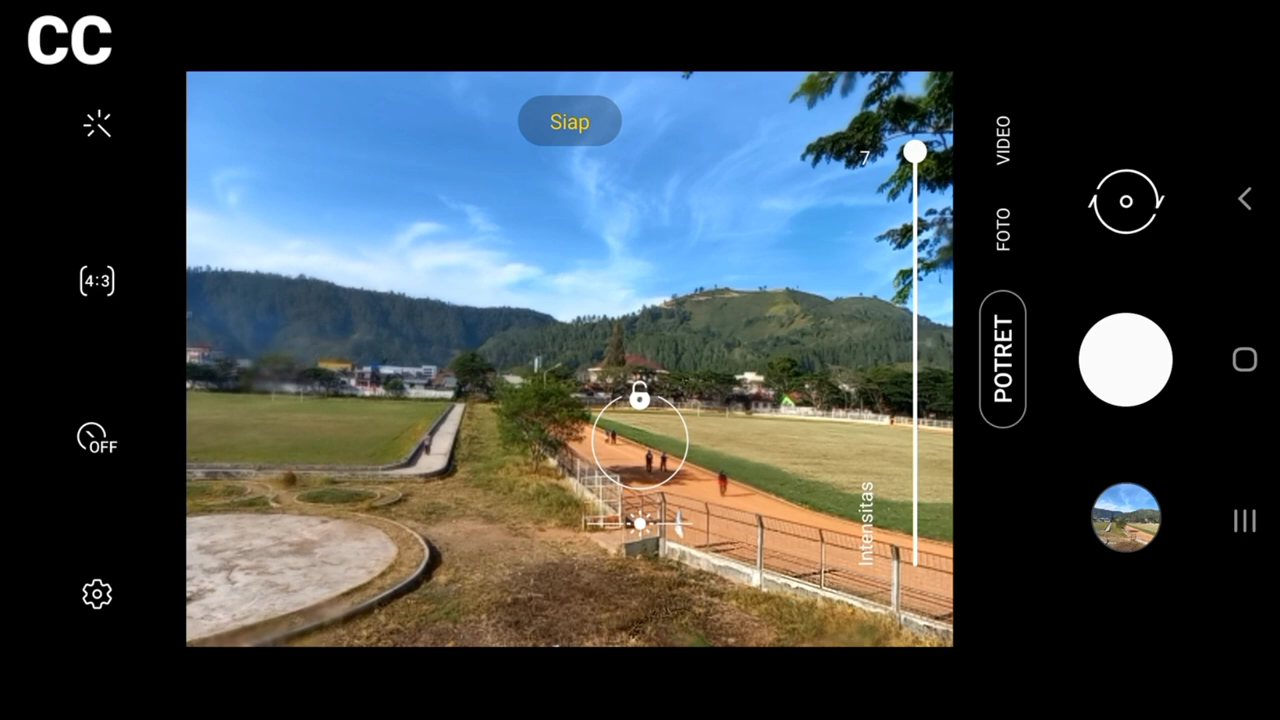 CC
4:3
OFF
Siap
7
Intensitas
VIDEO
FOTO
POTRET